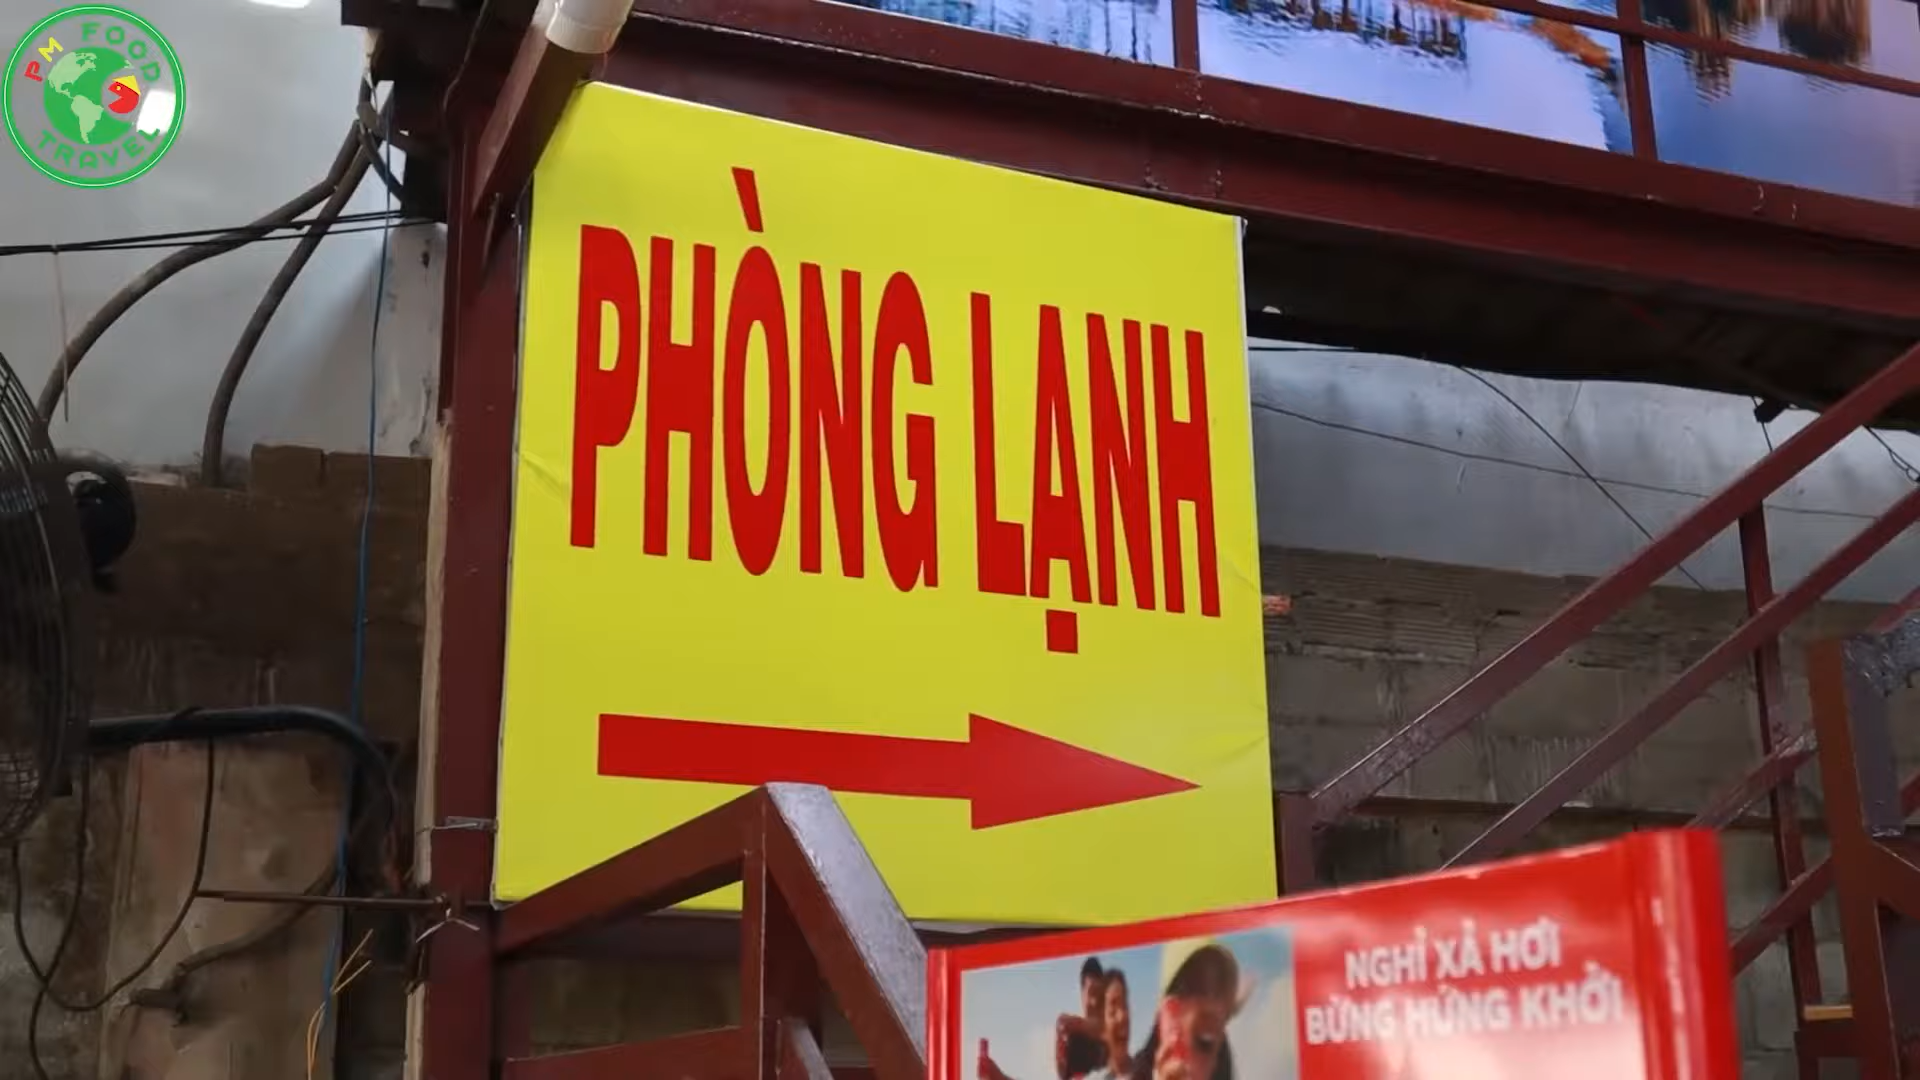 PM FOOD
TRAVEL
PHÒNG LẠNH
NGHỈ XẢ HƠI
BỪNG HỨNG KHỞI